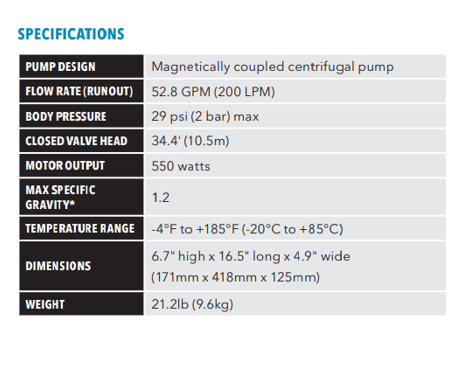 SPECIFICATIONS
PUMP DESIGN Magnetically coupled centrifugal pump
FLOW RATE (RUNOUT) 52.8 GPM (200 LPM)
BODY PRESSURE 29 psi (2 bar) max
CLOSED VALVE HEAD 34.4' (10.5m)
MOTOR OUTPUT 550 watts
MAX SPECIFIC
GRAVITY* 1.2
TEMPERATURE RANGE -4°F to +185°F (-20°C to +85°C)
DIMENSIONS 6.7" high x 16.5" long x 4.9" wide
(171mm x 418mm x 125mm)
WEIGHT 21.2lb (9.6kg)